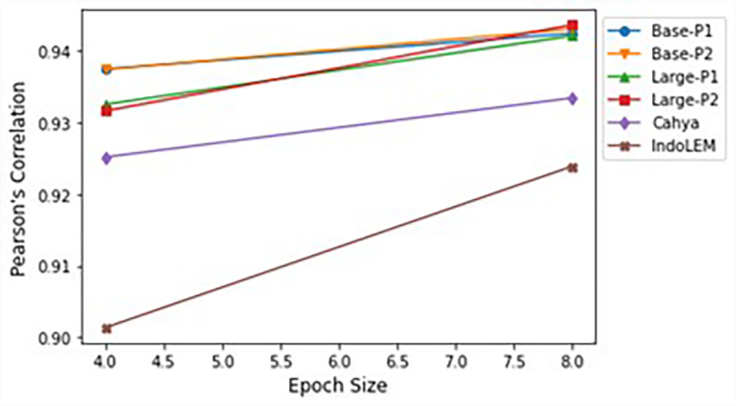 Pearson's Correlation
0.94
0.93
0.92
0.91
0.90
4.0 4.5 5.0 5.5 6.0 6.5 7.0 7.5 8.0
Epoch Size
Base-P1
Base-P2
Large-P1
Large-P2
Cahya
IndoLEM